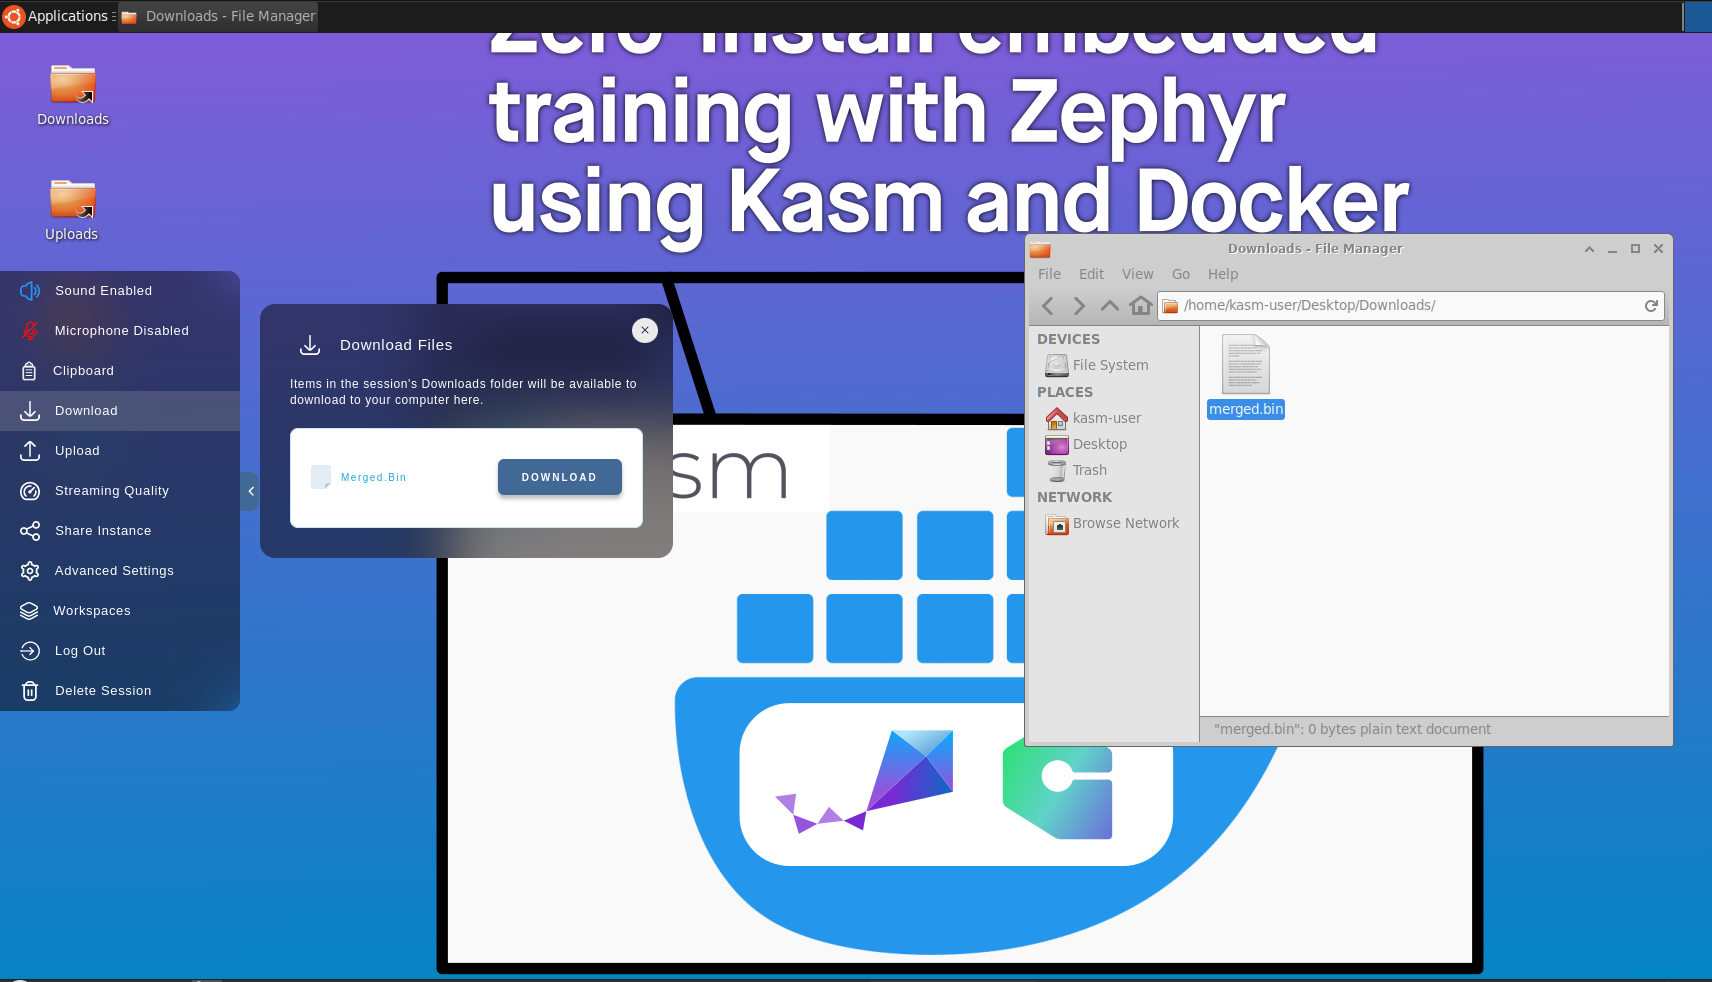 Applications
Downloads - File Manager
Zero-install embedded
training with Zephyr
using Kasm and Docker
Downloads
Uploads
Sound Enabled
Microphone Disabled
Clipboard
Download
Upload
Streaming Quality
Share Instance
Advanced Settings
Workspaces
Log Out
Delete Session
Download Files
Items in the session's Downloads folder will be available to
download to your computer here.
Merged.Bin
DOWNLOAD
sm
Downloads - File Manager
File Edit View Go Help
/home/kasm-user/Desktop/Downloads/
DEVICES
File System
PLACES
kasm-user
Desktop
Trash
NETWORK
Browse Network
merged.bin
"merged.bin": 0 bytes plain text document